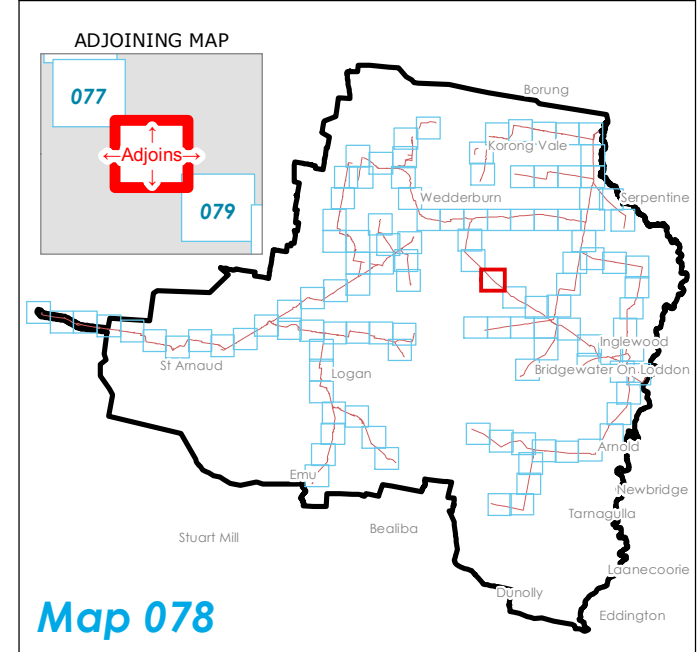 ADJOINING MAP
077
Adjoins
079
Borung
Korong Vale
Wedderburn
Serpentine
Inglewood
Bridgewater On Loddon
St Arnaud
Logan
Arnold
Emu
Newbridge
Tarnagulla
Bealiba
Stuart Mill
Laanecoorie
Dunolly
Eddington
Map 078